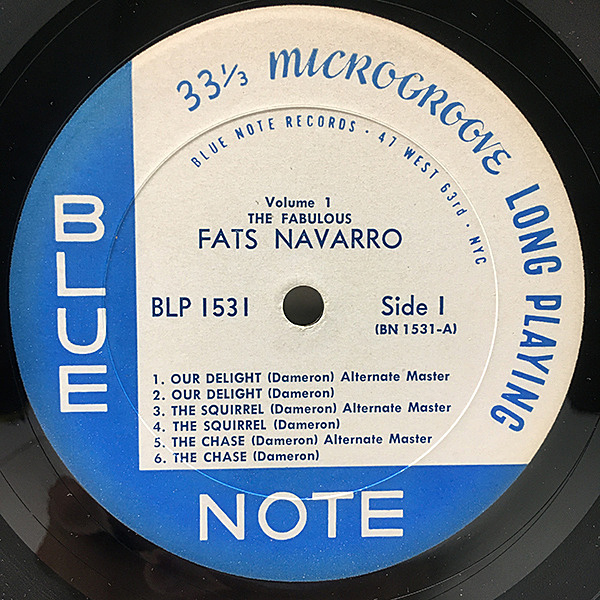 33⅓ MICROGROOVE LONG PLAYING
BLUE NOTE RECORDS · 47 WEST 63rd · NYC
Volume 1
THE FABULOUS
FATS NAVARRO
BLP 1531
Side 1
(BN 1531-A)
1. OUR DELIGHT (Dameron) Alternate Master
2. OUR DELIGHT (Dameron)
3. THE SQUIRREL (Dameron) Alternate Master
4. THE SQUIRREL (Dameron)
5. THE CHASE (Dameron) Alternate Master
6. THE CHASE (Dameron)
BLUE
NOTE